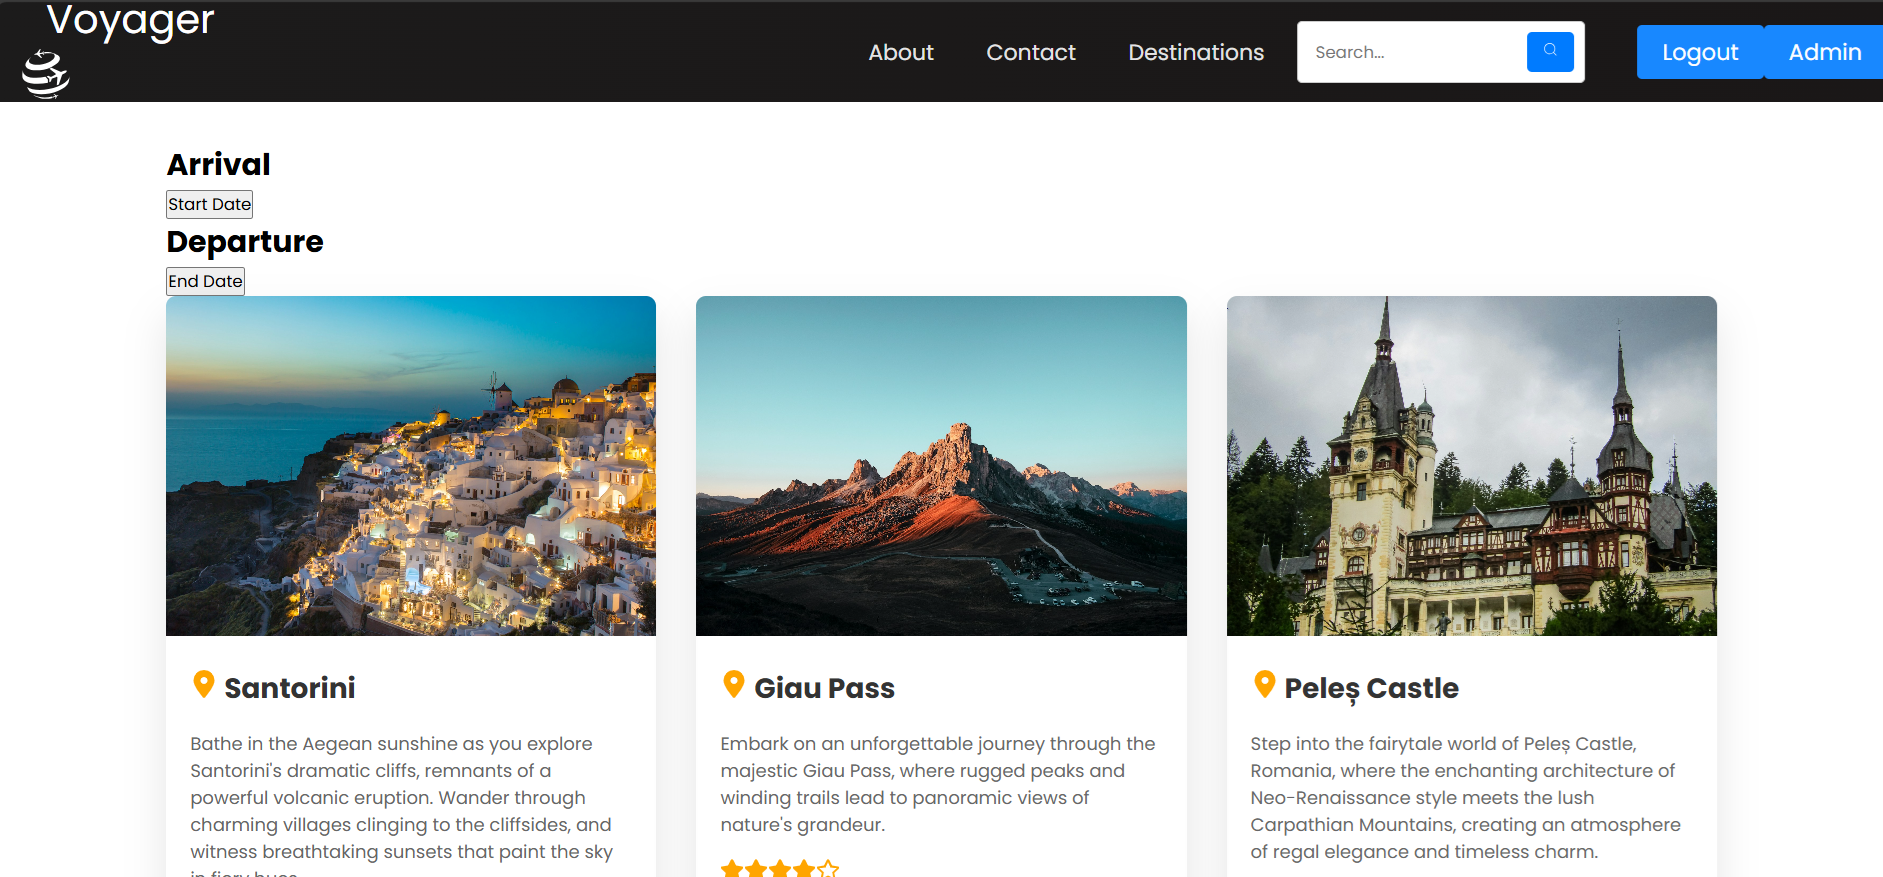 Voyager
About
Contact
Destinations
Search...
Logout
Admin
Arrival
Start Date
Departure
End Date
Santorini
Bathe in the Aegean sunshine as you explore
Santorini's dramatic cliffs, remnants of a
powerful volcanic eruption. Wander through
charming villages clinging to the cliffsides, and
witness breathtaking sunsets that paint the sky
in fiery hues.
Giau Pass
Embark on an unforgettable journey through the
majestic Giau Pass, where rugged peaks and
winding trails lead to panoramic views of
nature's grandeur.
Peleș Castle
Step into the fairytale world of Peleș Castle,
Romania, where the enchanting architecture of
Neo-Renaissance style meets the lush
Carpathian Mountains, creating an atmosphere
of regal elegance and timeless charm.